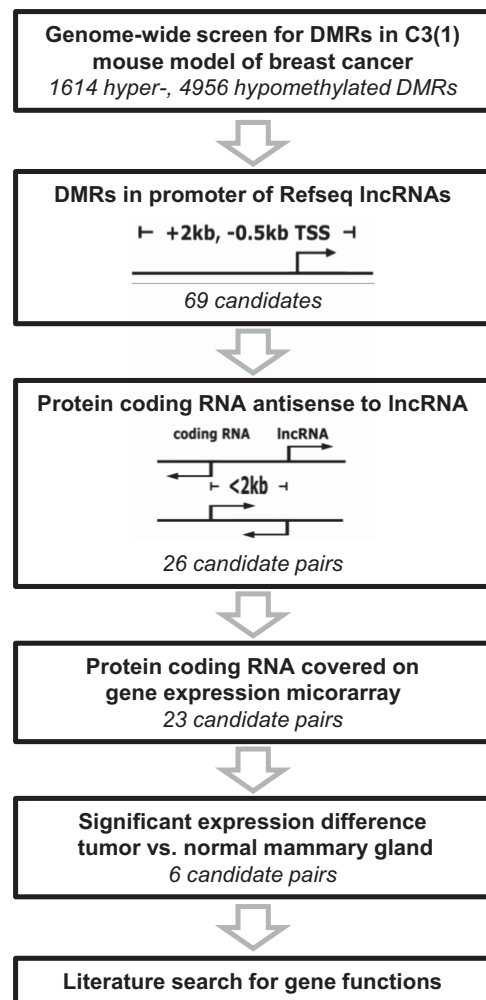 Genome-wide screen for DMRs in C3(1)
mouse model of breast cancer
1614 hyper-, 4956 hypomethylated DMRs
DMRs in promoter of Refseq lncRNAs
+2kb, -0.5kb TSS
69 candidates
Protein coding RNA antisense to lncRNA
coding RNA lncRNA
<2kb
26 candidate pairs
Protein coding RNA covered on
gene expression micorarray
23 candidate pairs
Significant expression difference
tumor vs. normal mammary gland
6 candidate pairs
Literature search for gene functions